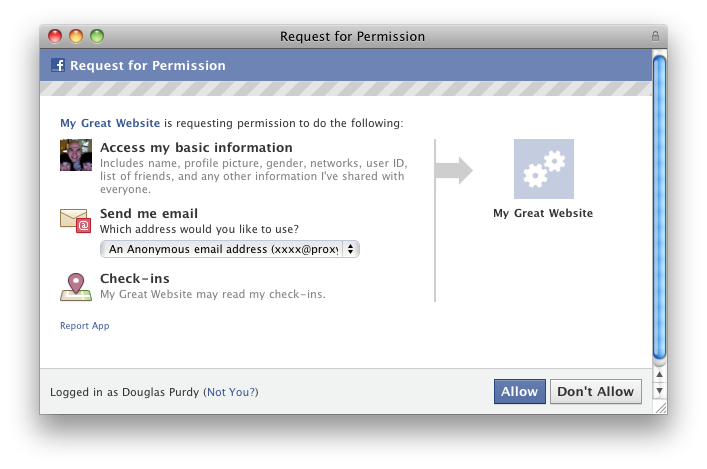 Request for Permission
f Request for Permission
My Great Website is requesting permission to do the following:
Access my basic information
Includes name, profile picture, gender, networks, user ID,
list of friends, and any other information I've shared with
everyone.
My Great Website
@ Send me email
Which address would you like to use?
An Anonymous email address (xxxx@prox
Check-ins
My Great Website may read my check-ins.
Report App
Logged in as Douglas Purdy (Not You?)
Allow
Don't Allow